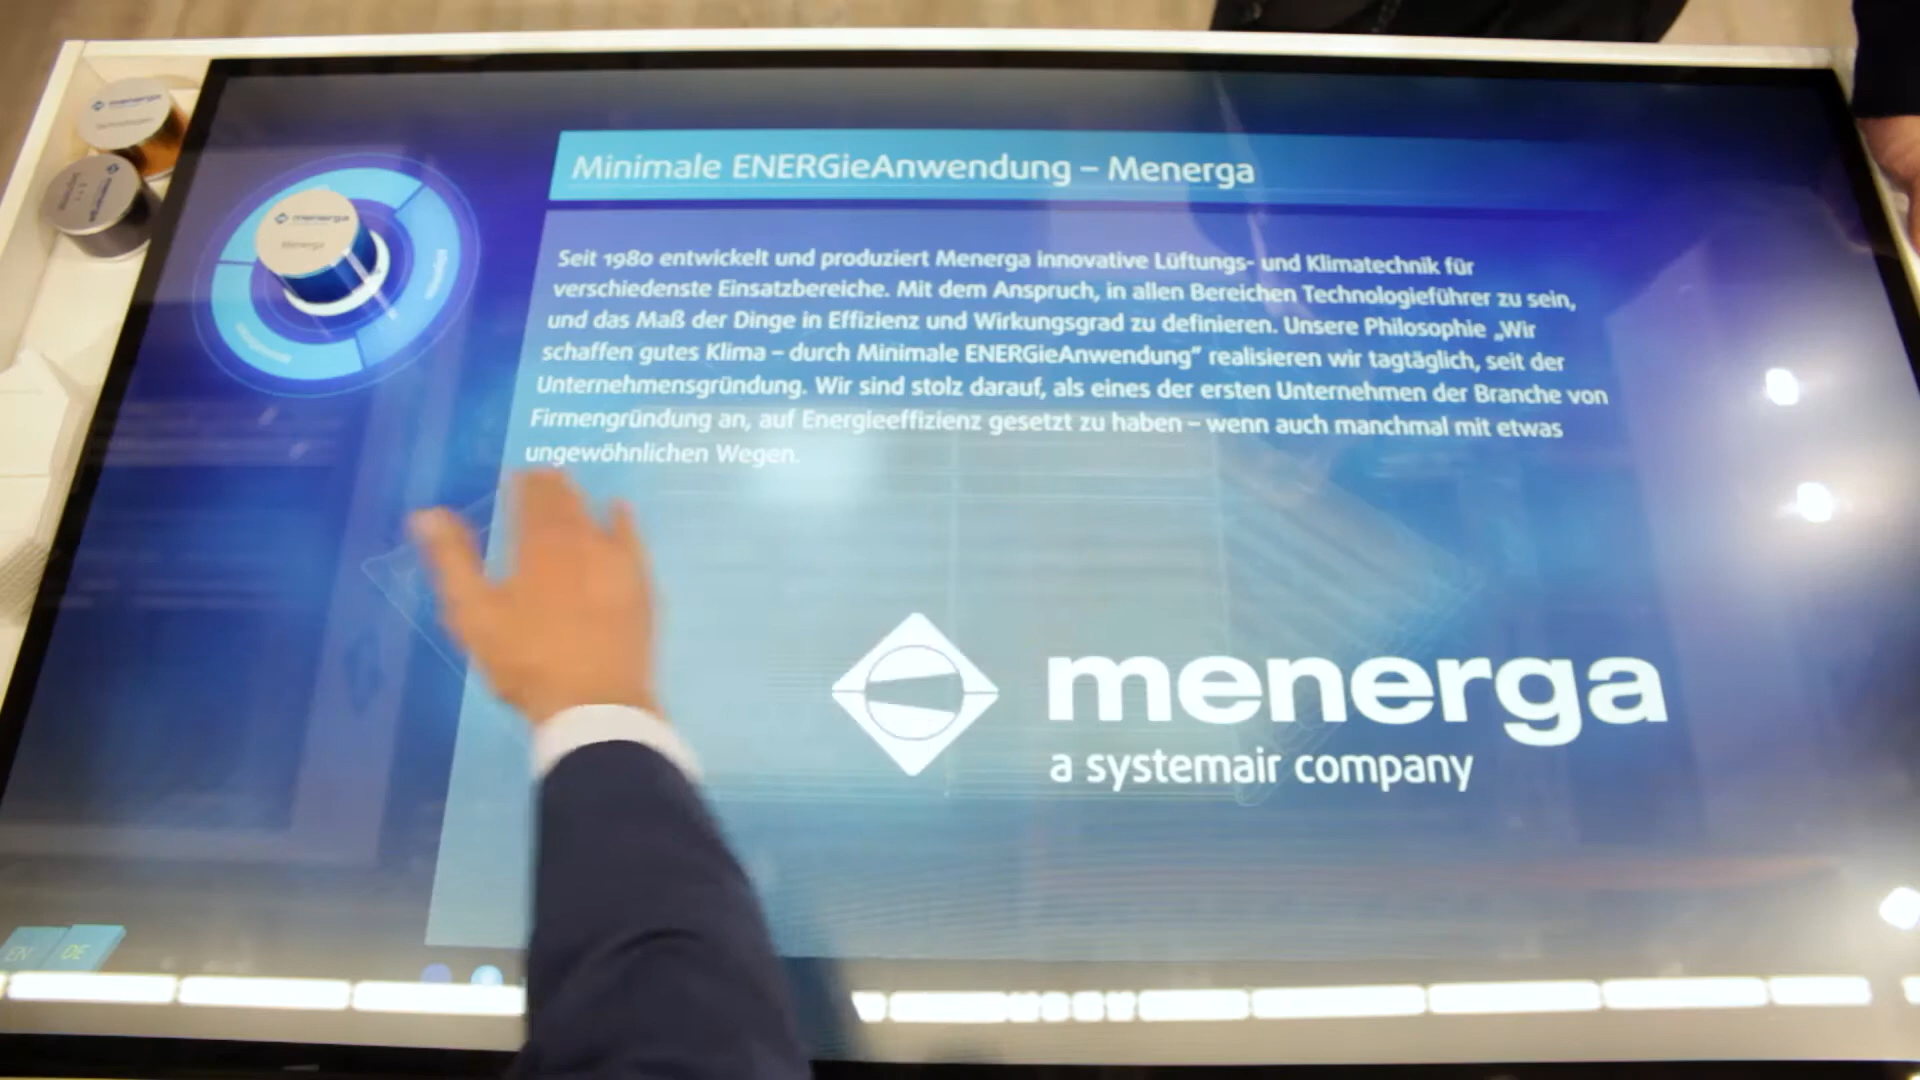 menerga
menerga
menerga
Menerga
Minimale ENERGieAnwendung – Menerga
Seit 1980 entwickelt und produziert Menerga innovative Lüftungs- und Klimatechnik für
verschiedenste Einsatzbereiche. Mit dem Anspruch, in allen Bereichen Technologieführer zu sein,
und das Maß der Dinge in Effizienz und Wirkungsgrad zu definieren. Unsere Philosophie „Wir
schaffen gutes Klima – durch Minimale ENERGieAnwendung” realisieren wir tagtäglich, seit der
Unternehmensgründung. Wir sind stolz darauf, als eines der ersten Unternehmen der Branche von
Firmengründung an, auf Energieeffizienz gesetzt zu haben – wenn auch manchmal mit etwas
ungewöhnlichen Wegen.
menerga
a systemair company
EN DE